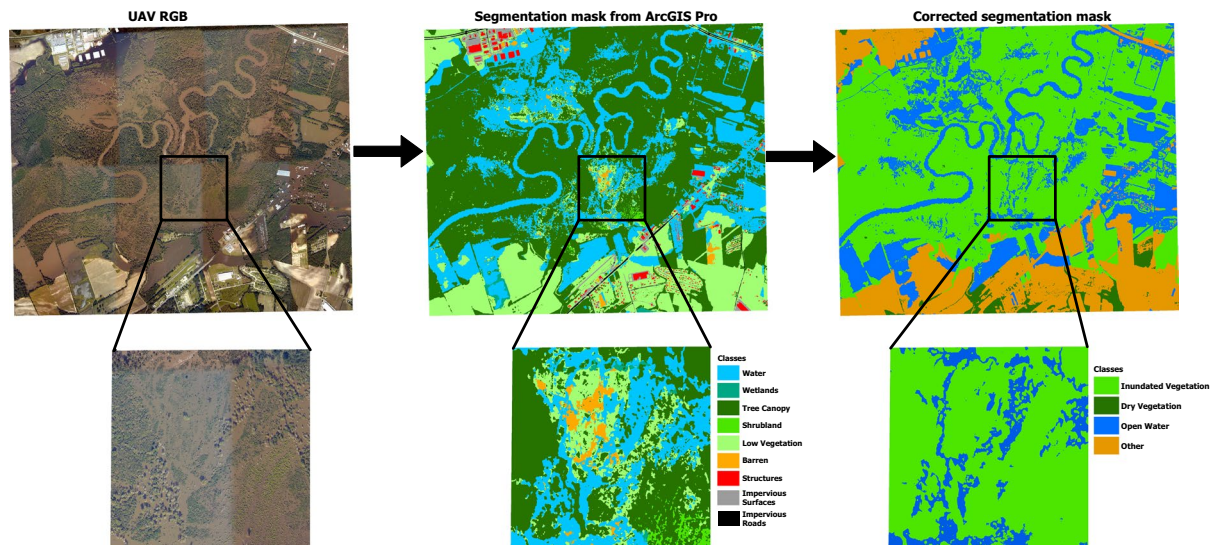 UAV RGB
Segmentation mask from ArcGIS Pro
Corrected segmentation mask
Classes
Water
Wetlands
Tree Canopy
Shrubland
Low Vegetation
Barren
Structures
Impervious
Surfaces
Impervious
Roads
Classes
Inundated Vegetation
Dry Vegetation
Open Water
Other